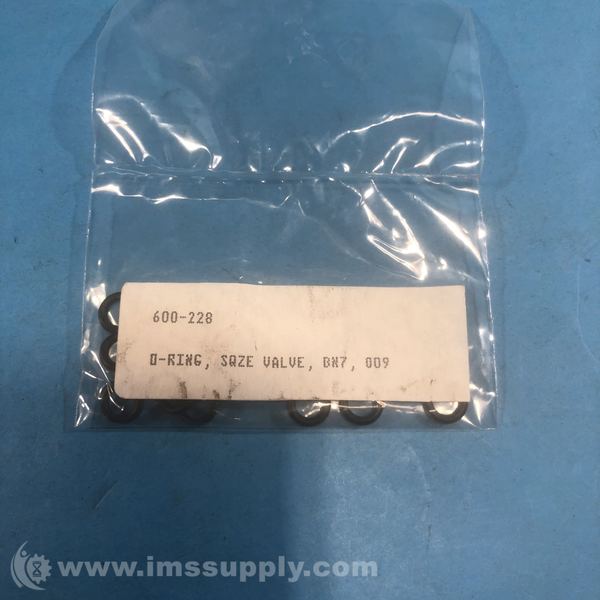 600-228
O-RING, SQZE VALVE, BN7, 009
www.imssupply.com